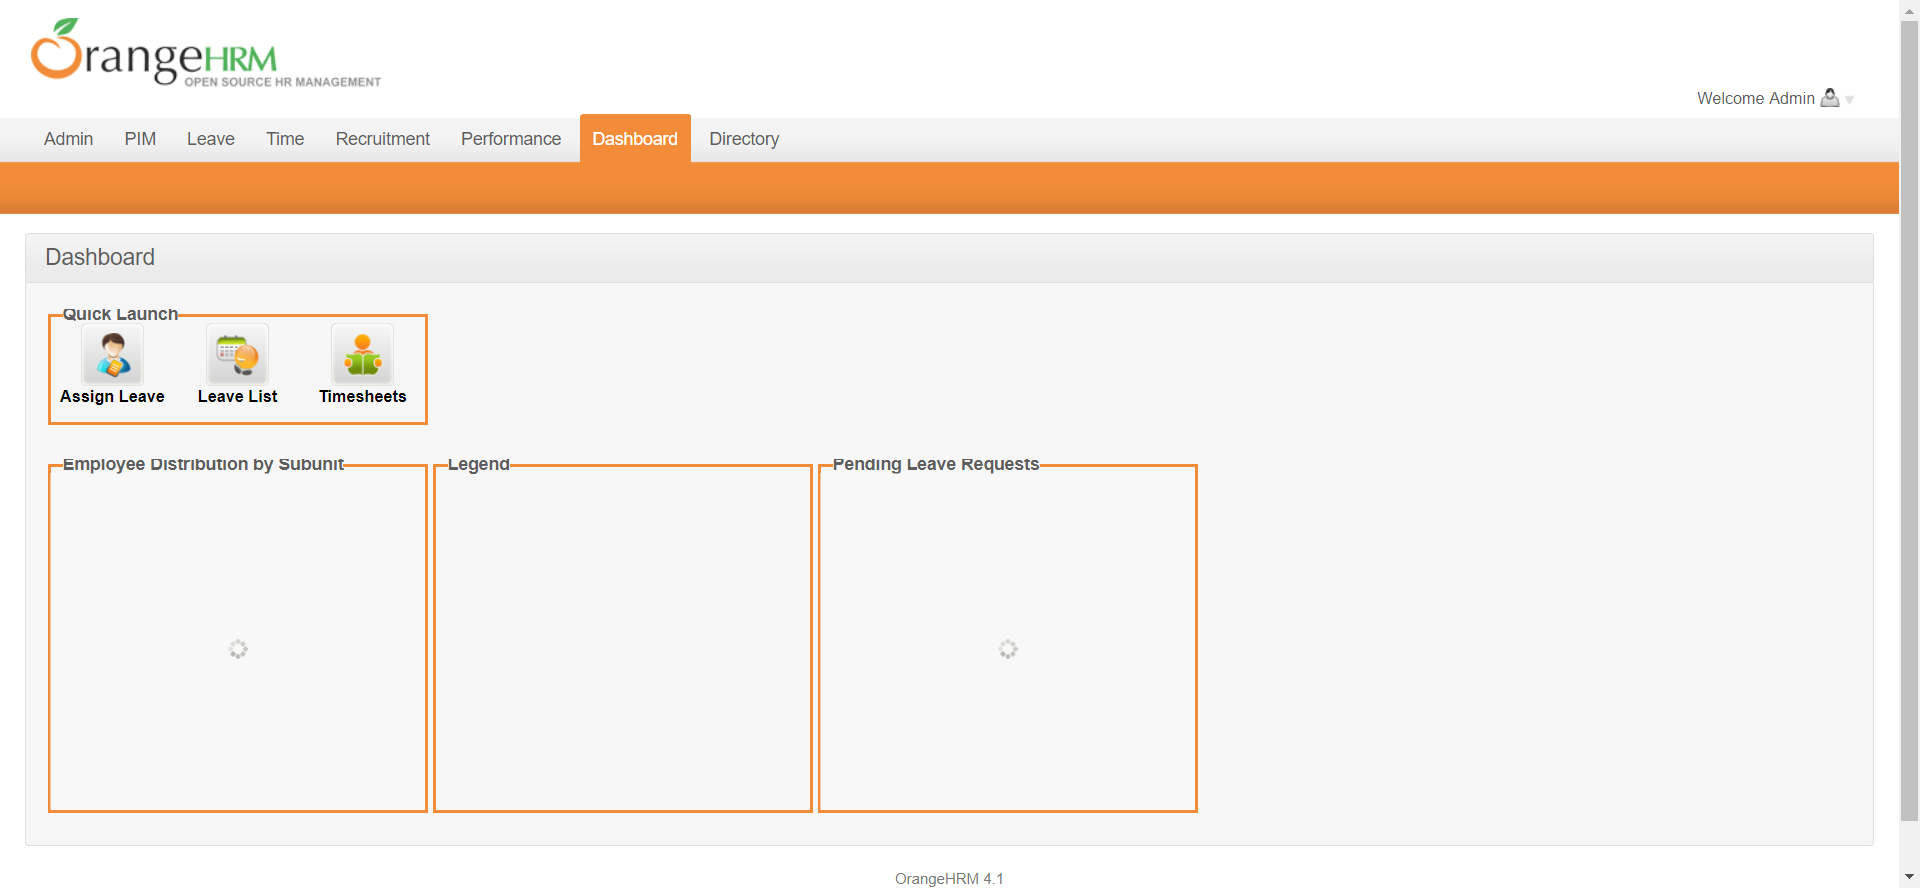 OrangeHRM
OPEN SOURCE HR MANAGEMENT
Welcome Admin
Admin PIM Leave Time Recruitment Performance Dashboard Directory
Dashboard
Quick Launch
Assign Leave Leave List Timesheets
Employee Distribution by Subunit Legend Pending Leave Requests
OrangeHRM 4.1